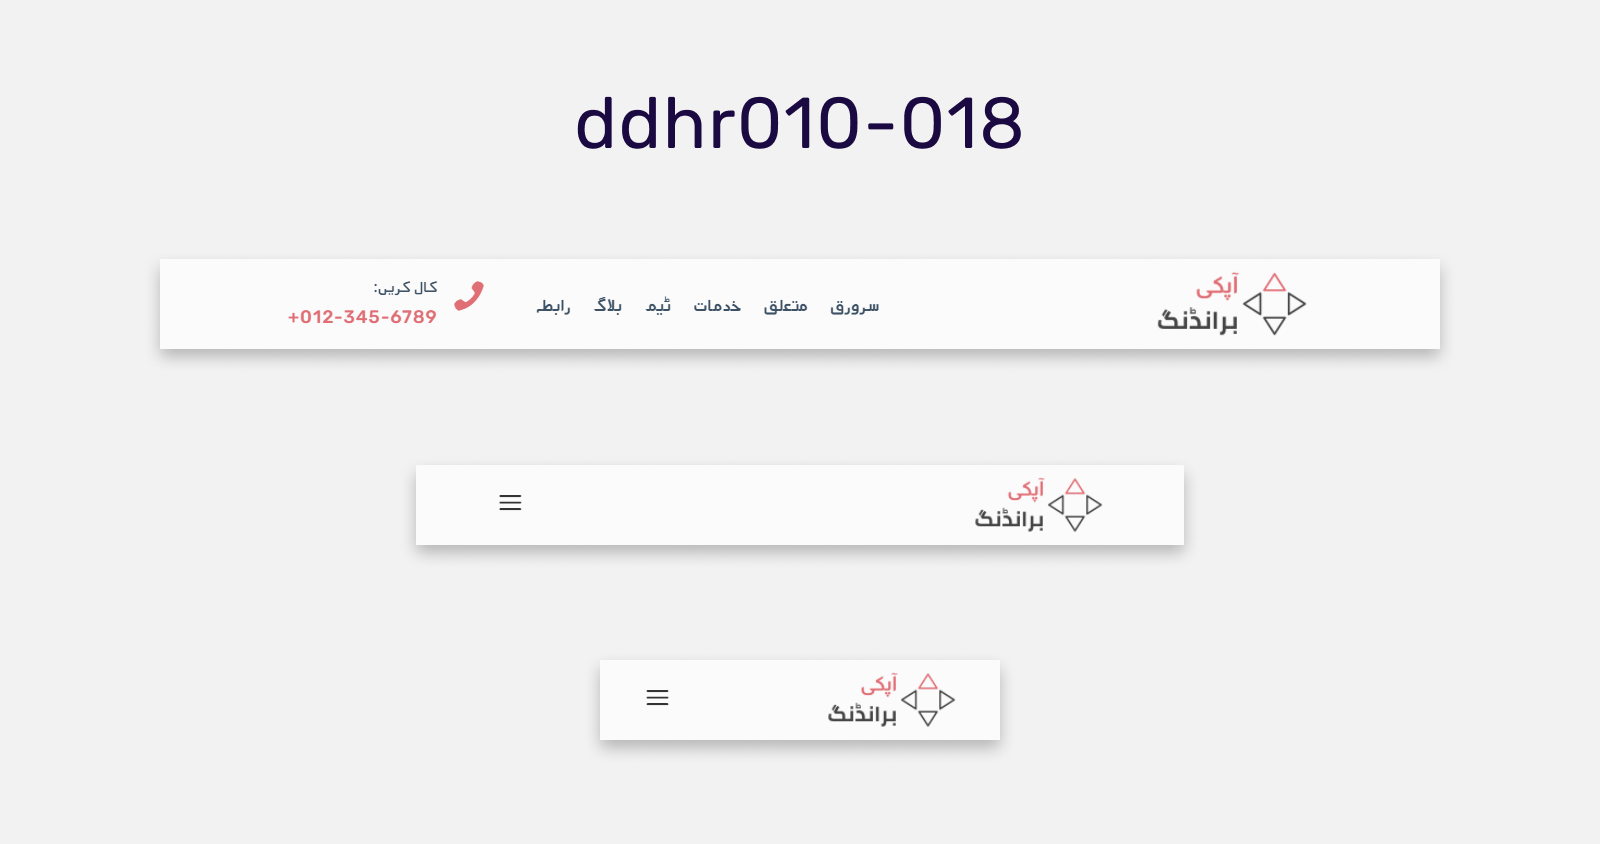 ddhr010-018
آپکی
برانڈنگ
سرورق متعلق خدمات ٹیم بلاگ رابطہ
کال کریں:
+012-345-6789
آپکی
برانڈنگ
آپکی
برانڈنگ